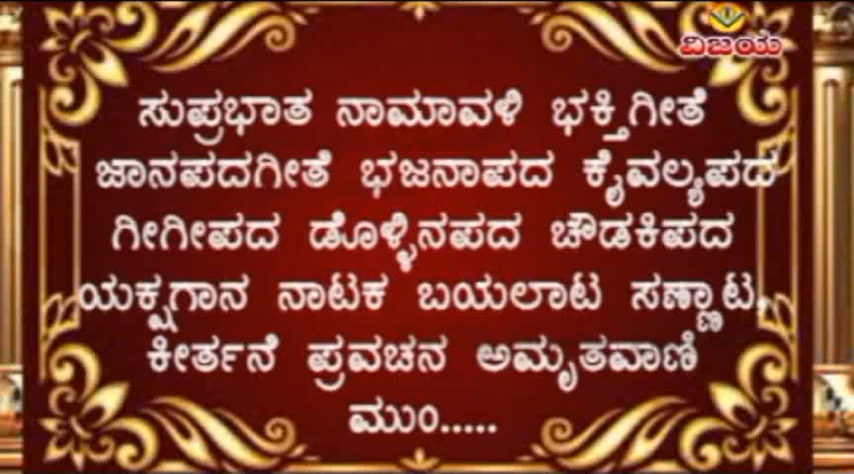 ವಿಜಯ
ಸುಪ್ರಭಾತ ನಾಮಾವಳಿ ಭಕ್ತಿಗೀತೆ
ಜಾನಪದಗೀತೆ ಭಜನಾಪದ ಕೈವಲ್ಯಪದ
ಗೀಗೀಪದ ಡೊಳ್ಳಿನಪದ ಚೌಡಕಿಪದ
ಯಕ್ಷಗಾನ ನಾಟಕ ಬಯಲಾಟ ಸಣ್ಣಾಟ,
ಕೀರ್ತನೆ ಪ್ರವಚನ ಅಮೃತವಾಣಿ
ಮುಂ.....